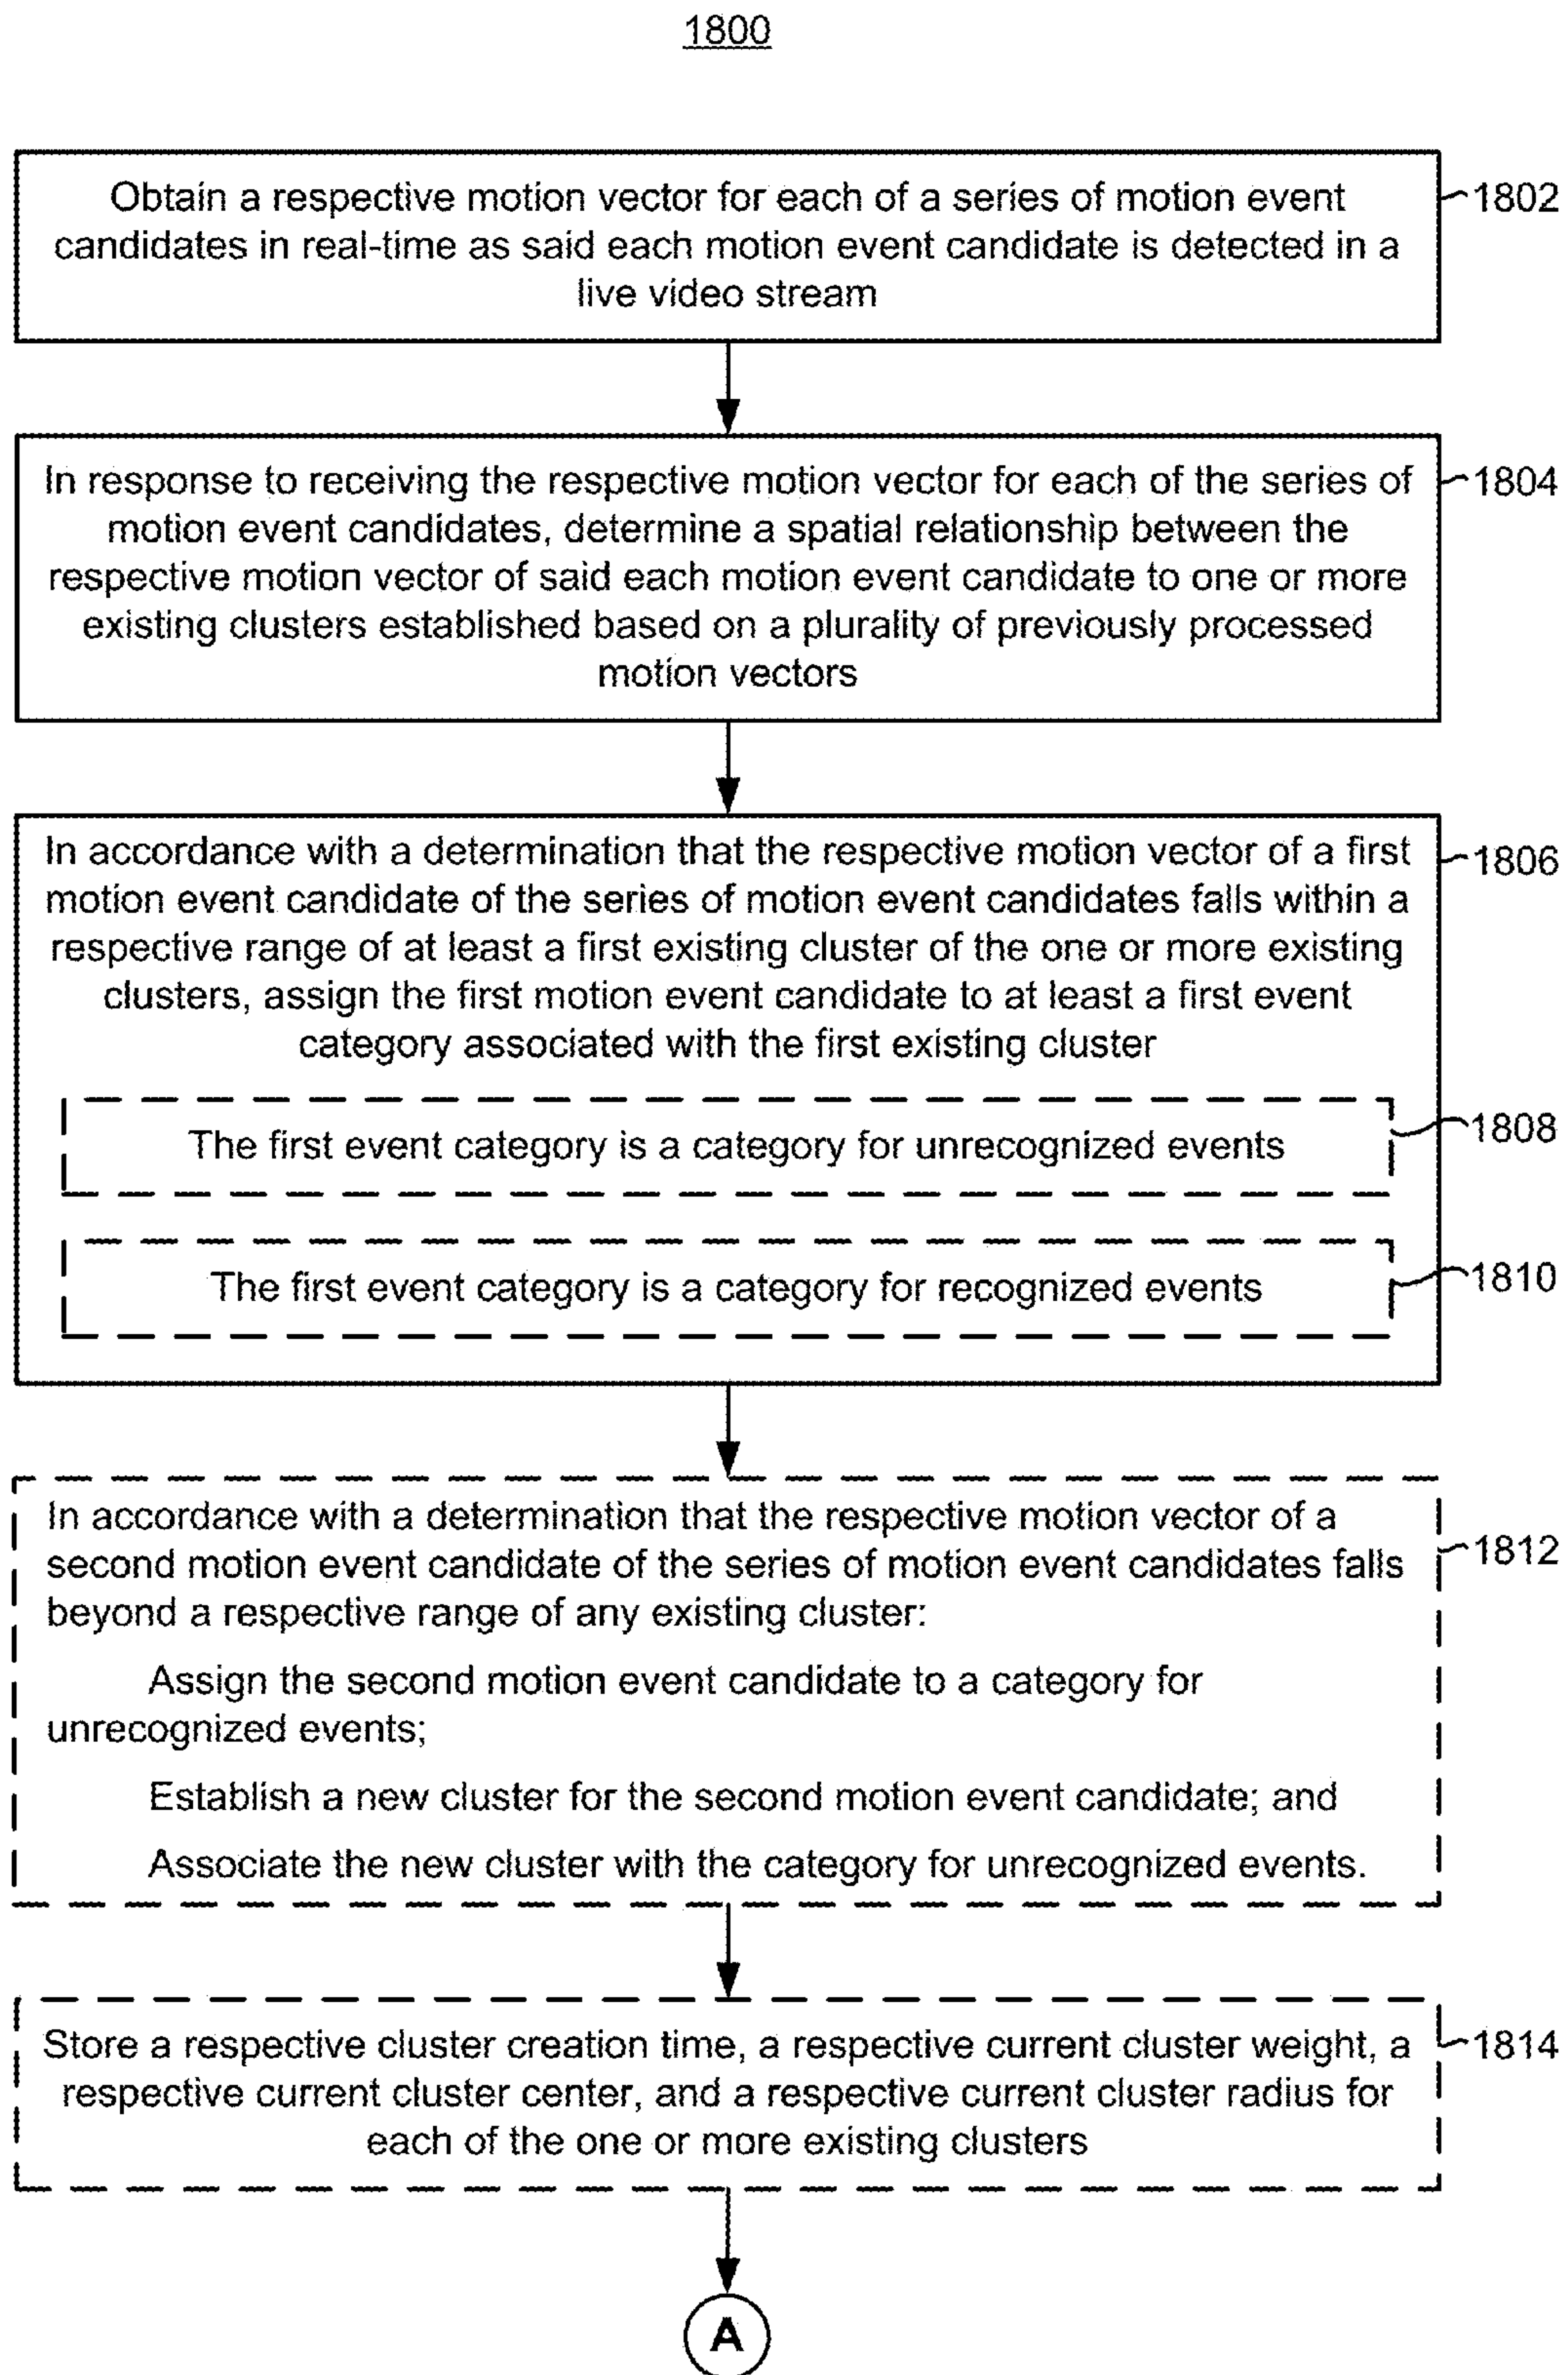 1800
Obtain a respective motion vector for each of a series of motion event
candidates in real-time as said each motion event candidate is detected in a
live video stream
1802
In response to receiving the respective motion vector for each of the series of
motion event candidates, determine a spatial relationship between the
respective motion vector of said each motion event candidate to one or more
existing clusters established based on a plurality of previously processed
motion vectors
1804
In accordance with a determination that the respective motion vector of a first
motion event candidate of the series of motion event candidates falls within a
respective range of at least a first existing cluster of the one or more existing
clusters, assign the first motion event candidate to at least a first event
category associated with the first existing cluster
1806
The first event category is a category for unrecognized events
1808
The first event category is a category for recognized events
1810
In accordance with a determination that the respective motion vector of a
second motion event candidate of the series of motion event candidates falls
beyond a respective range of any existing cluster:
Assign the second motion event candidate to a category for
unrecognized events;
Establish a new cluster for the second motion event candidate; and
Associate the new cluster with the category for unrecognized events.
1812
Store a respective cluster creation time, a respective current cluster weight, a
respective current cluster center, and a respective current cluster radius for
each of the one or more existing clusters
1814
A